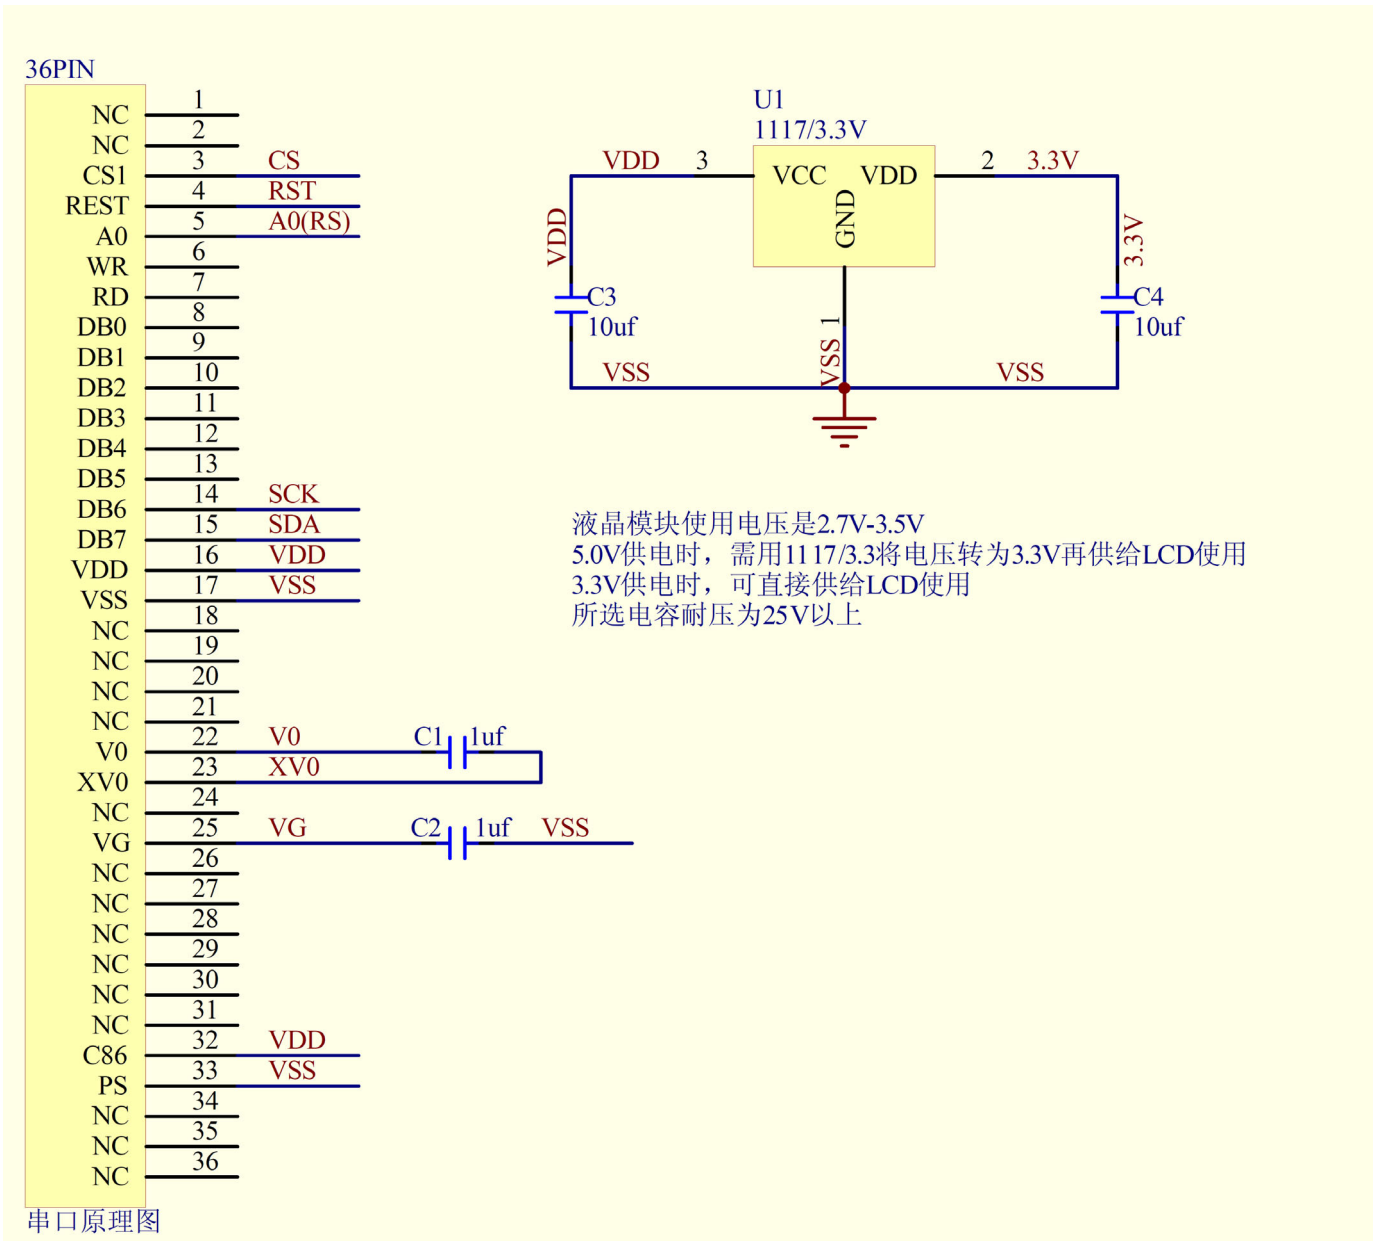 36PIN
NC 1
NC 2
CS1 3 CS
REST 4 RST
A0 5 A0(RS)
WR 6
RD 7
DB0 8
DB1 9
DB2 10
DB3 11
DB4 12
DB5 13
DB6 14 SCK
DB7 15 SDA
VDD 16 VDD
VSS 17 VSS
NC 18
NC 19
NC 20
NC 21
V0 22 V0 C1 1uf
XV0 23 XV0
NC 24
VG 25 VG C2 1uf VSS
NC 26
NC 27
NC 28
NC 29
NC 30
NC 31
C86 32 VDD
PS 33 VSS
NC 34
NC 35
NC 36
串口原理图
U1
1117/3.3V
VDD 3 VCC VDD 2 3.3V
VDD GND 3.3V
C3 C4
10uf 1 10uf
VSS VSS VSS
液晶模块使用电压是2.7V-3.5V
5.0V供电时，需用1117/3.3将电压转为3.3V再供给LCD使用
3.3V供电时，可直接供给LCD使用
所选电容耐压为25V以上